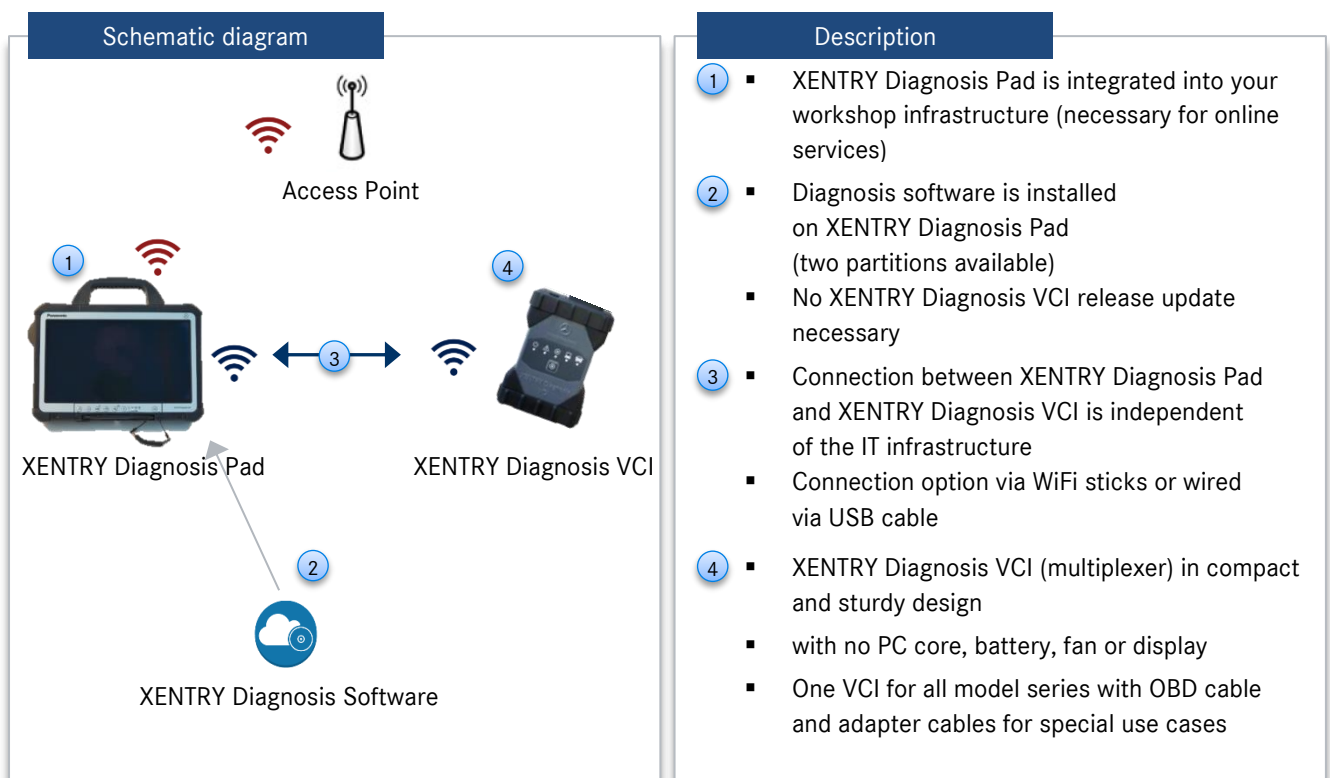 Schematic diagram
Access Point
1
4
Panasonic
3
XENTRY Diagnosis Pad
XENTRY Diagnosis VCI
2
XENTRY Diagnosis Software
Description
1 ▪ XENTRY Diagnosis Pad is integrated into your
workshop infrastructure (necessary for online
services)
2 ▪ Diagnosis software is installed
on XENTRY Diagnosis Pad
(two partitions available)
▪ No XENTRY Diagnosis VCI release update
necessary
3 ▪ Connection between XENTRY Diagnosis Pad
and XENTRY Diagnosis VCI is independent
of the IT infrastructure
▪ Connection option via WiFi sticks or wired
via USB cable
4 ▪ XENTRY Diagnosis VCI (multiplexer) in compact
and sturdy design
▪ with no PC core, battery, fan or display
▪ One VCI for all model series with OBD cable
and adapter cables for special use cases